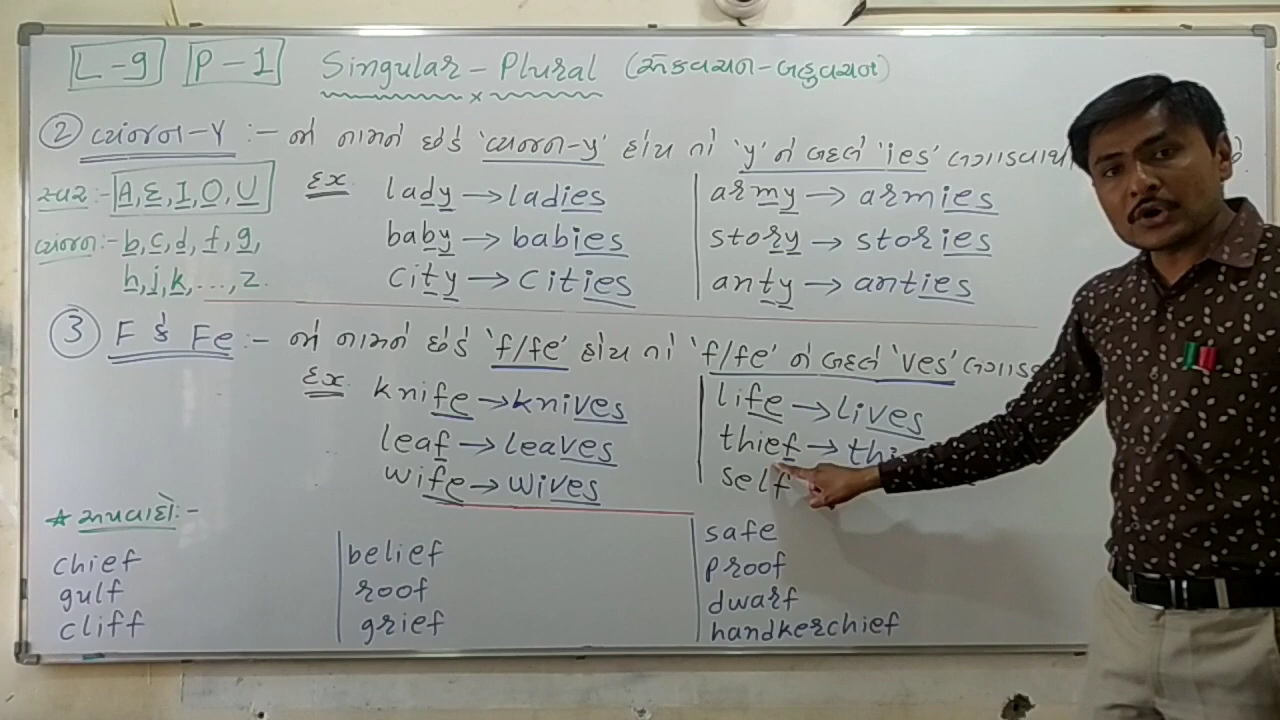 L-9 P-1 Singular - Plural (એકવચન-બહુવચન)
② વ્યંજન-Y :- જો નામને છેડે 'વ્યંજન-y' હોય તો 'y' ને બદલે 'ies' લગાડવાથી
સ્વર :- A, E, I, O, U
વ્યંજન :- b, c, d, f, g,
h, j, k, ..., z.
Ex
lady → ladies
baby → babies
city → cities
army → armies
story → stories
anty → anties
③ F કે Fe :- જો નામને છેડે 'f/fe' હોય તો 'f/fe' ને બદલે 'ves'
Ex
knife → knives
leaf → leaves
wife → wives
life → lives
thief → thi
self
★ અપવાદો :-
chief
gulf
cliff
belief
roof
grief
safe
proof
dwarf
handkerchief